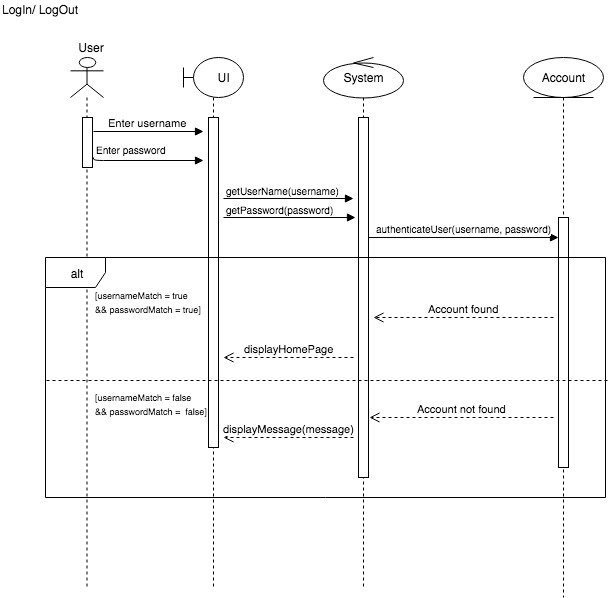 LogIn/ LogOut
User
UI
System
Account
Enter username
Enter password
getUserName(username)
getPassword(password)
authenticateUser(username, password)
alt
[usernameMatch = true
&& passwordMatch = true]
Account found
displayHomePage
[usernameMatch = false
&& passwordMatch = false]
Account not found
displayMessage(message)